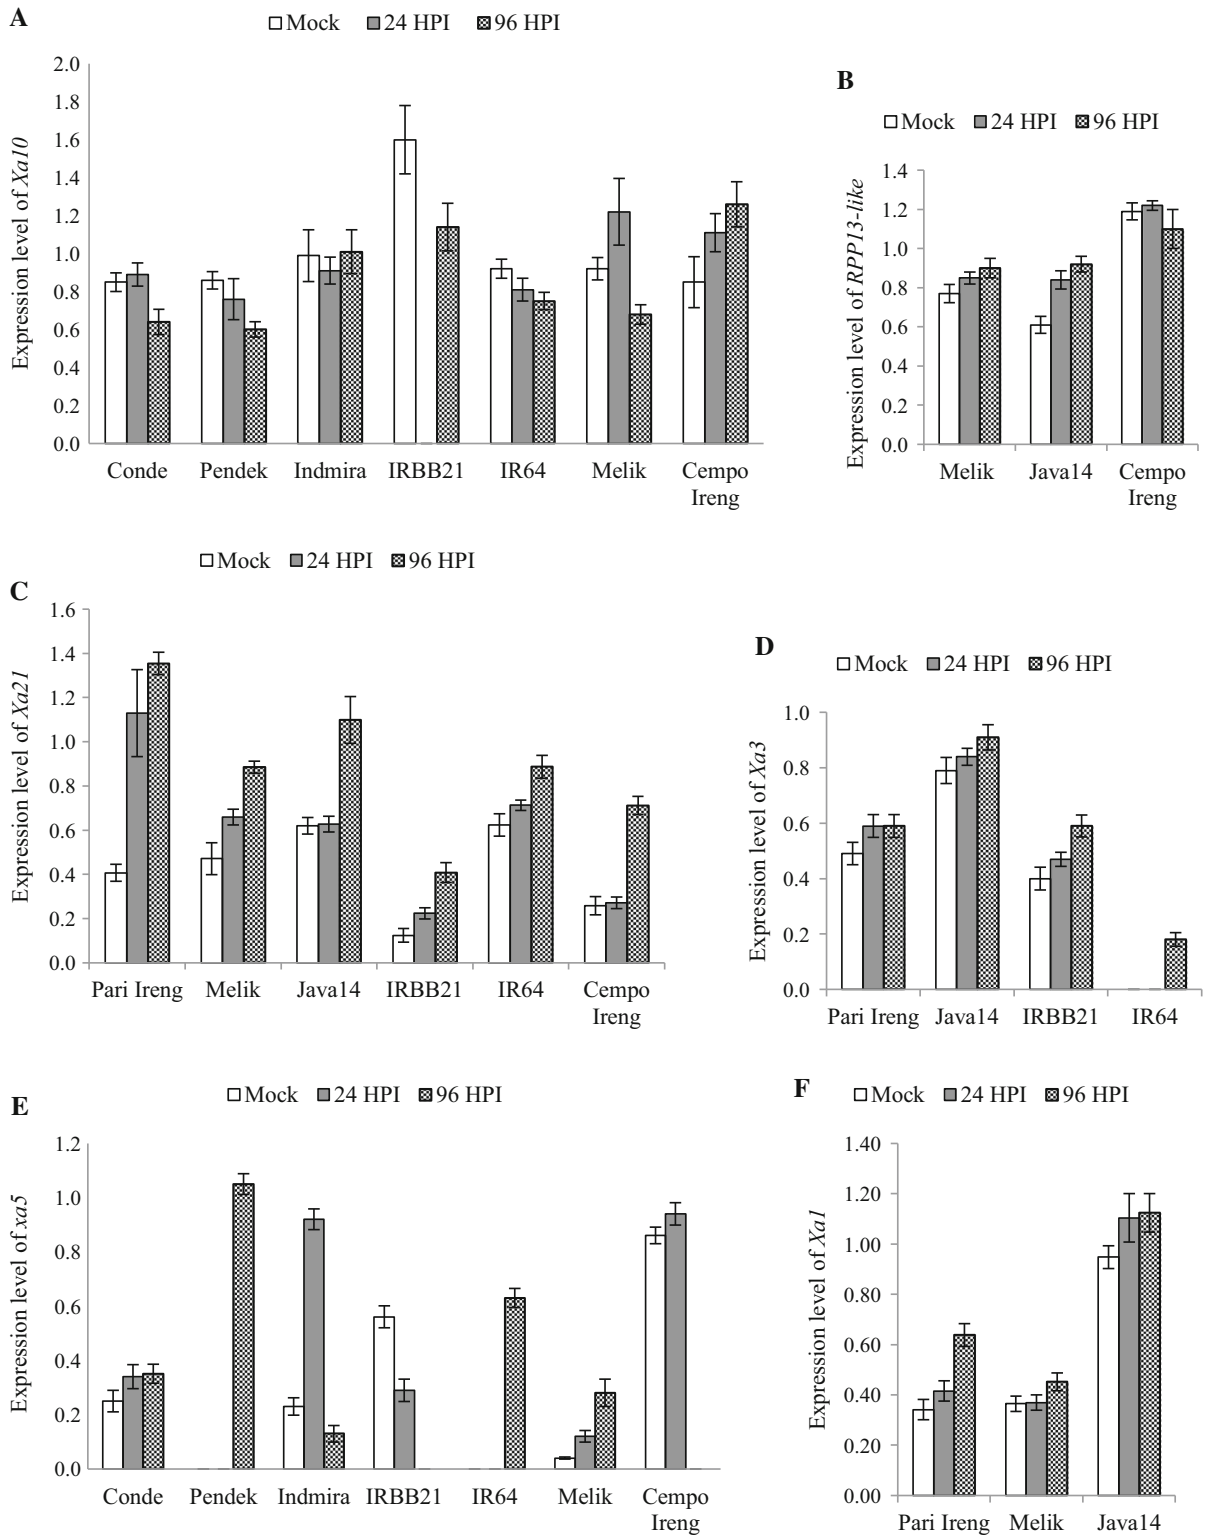 A
Mock 24 HPI 96 HPI
Expression level of Xa10
2.0
1.8
1.6
1.4
1.2
1.0
0.8
0.6
0.4
0.2
0.0
Conde Pendek Indmira IRBB21 IR64 Melik Cempo
Ireng
B
Mock 24 HPI 96 HPI
Expression level of RPP13-like
1.4
1.2
1.0
0.8
0.6
0.4
0.2
0.0
Melik Java14 Cempo
Ireng
C
Mock 24 HPI 96 HPI
Expression level of Xa21
1.6
1.4
1.2
1.0
0.8
0.6
0.4
0.2
0.0
Pari Ireng Melik Java14 IRBB21 IR64 Cempo
Ireng
D
Mock 24 HPI 96 HPI
Expression level of Xa3
1.0
0.8
0.6
0.4
0.2
0.0
Pari Ireng Java14 IRBB21 IR64
E
Mock 24 HPI 96 HPI
Expression level of xa5
1.2
1.0
0.8
0.6
0.4
0.2
0.0
Conde Pendek Indmira IRBB21 IR64 Melik Cempo
Ireng
F
Mock 24 HPI 96 HPI
Expression level of Xa1
1.40
1.20
1.00
0.80
0.60
0.40
0.20
0.00
Pari Ireng Melik Java14